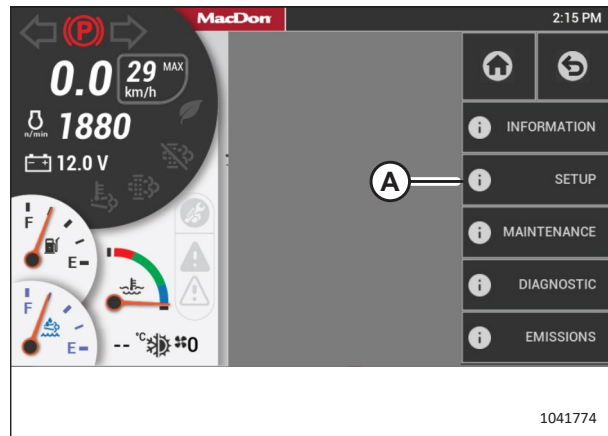 MacDon
2:15 PM
P
0.0 29 MAX
km/h
n/min 1880
12.0 V
INFORMATION
A
SETUP
MAINTENANCE
DIAGNOSTIC
EMISSIONS
F
E
F
E
-- °C 0
1041774